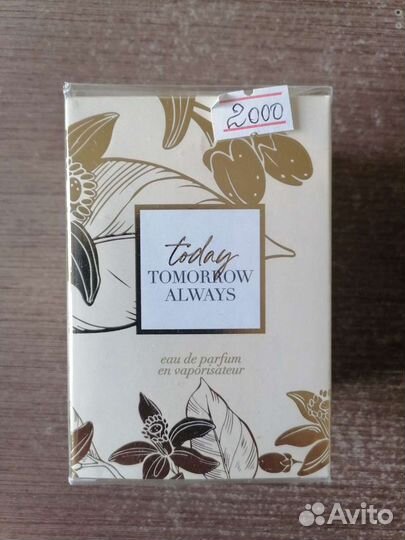 2000
today
TOMORROW
ALWAYS
eau de parfum
en vaporisateur
Avito